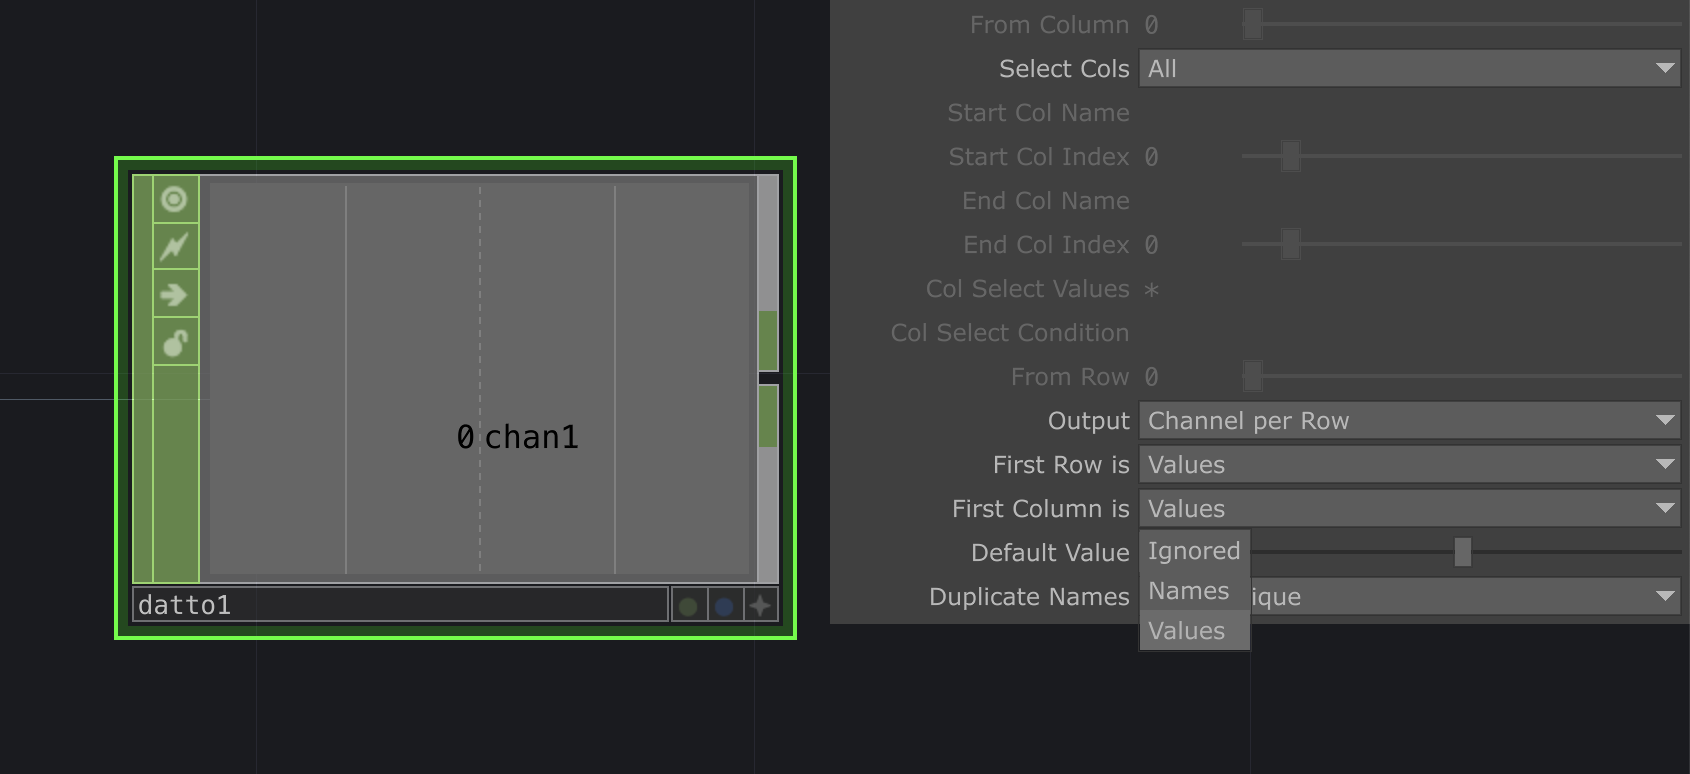 From Column 0
Select Cols All
Start Col Name
Start Col Index 0
End Col Name
End Col Index 0
Col Select Values *
Col Select Condition
From Row 0
Output Channel per Row
First Row is Values
First Column is Values
Default Value
Ignored
Names
Values
Duplicate Names
0 chan1
datto1